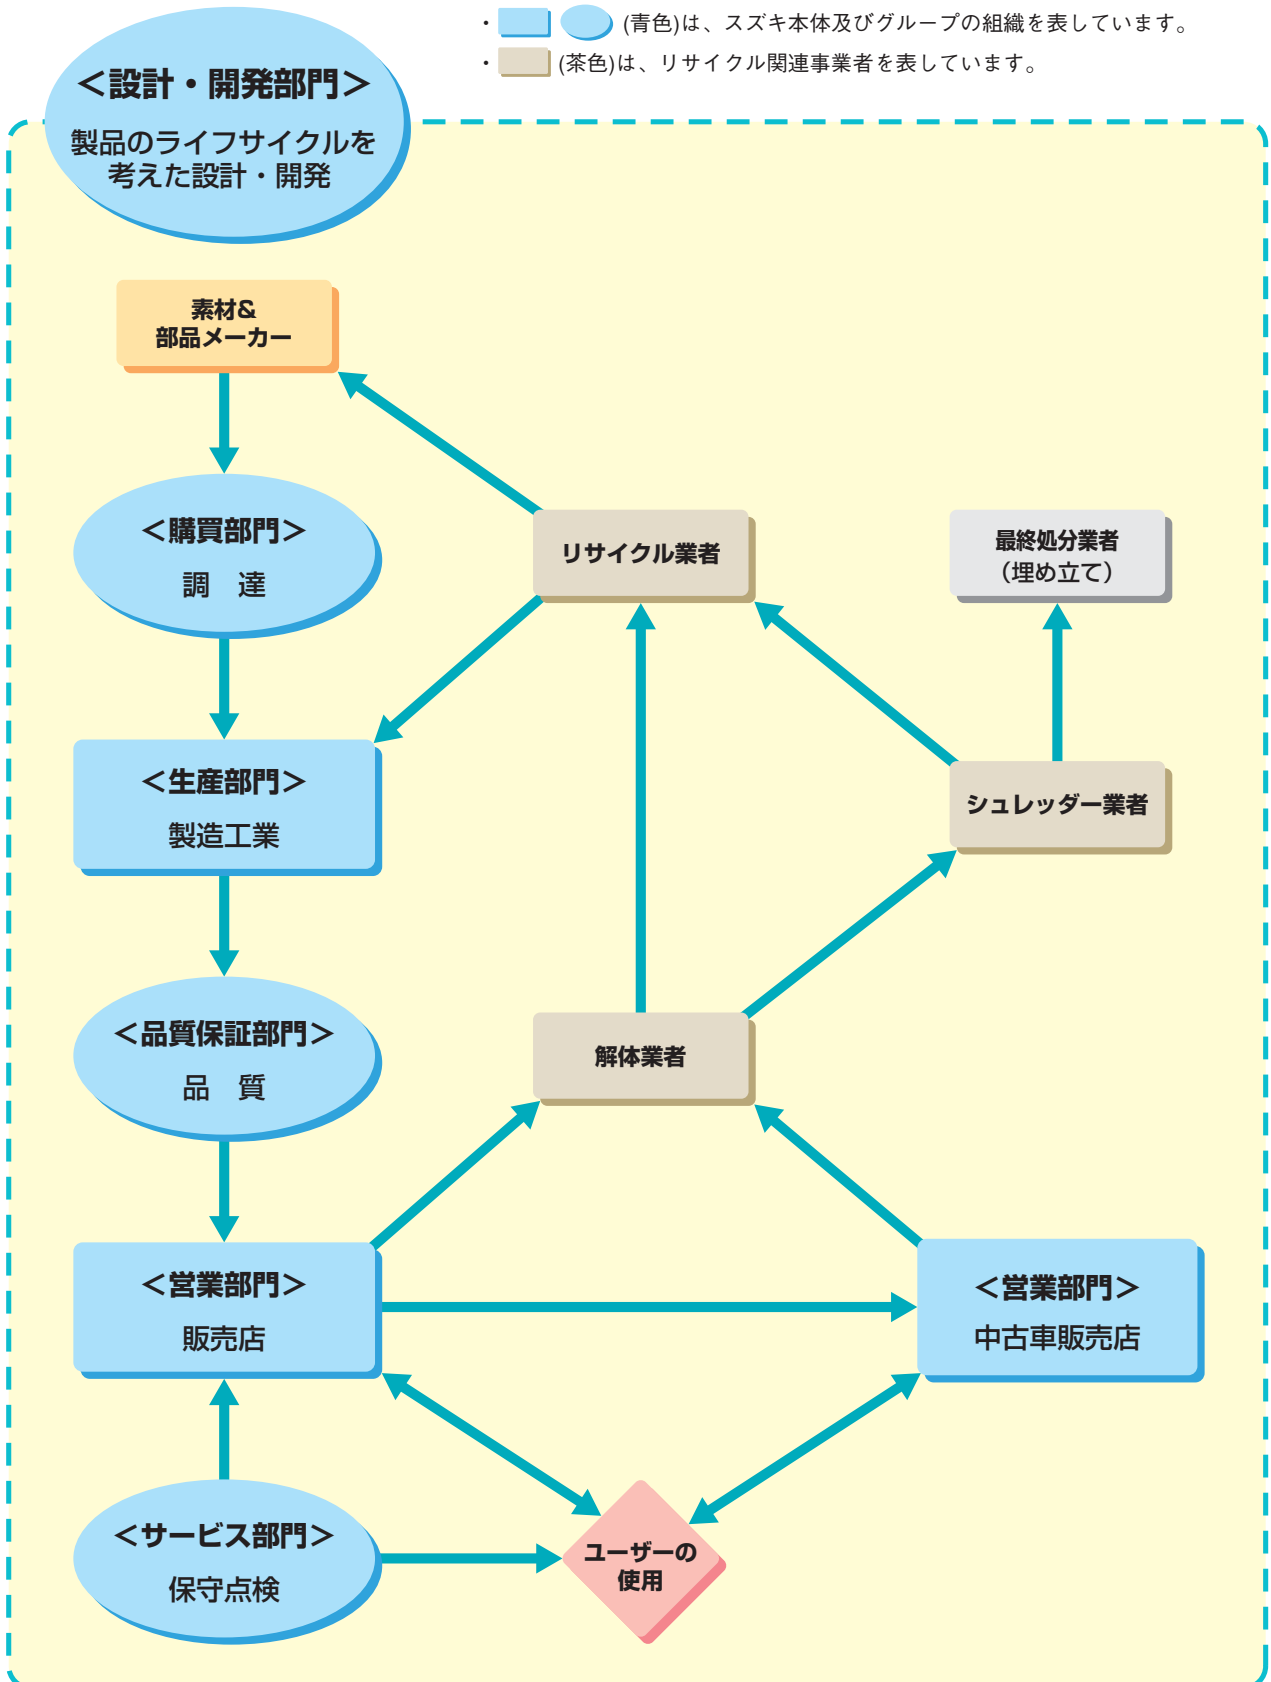 ・ (青色)は、スズキ本体及びグループの組織を表しています。
・ (茶色)は、リサイクル関連事業者を表しています。
＜設計・開発部門＞
製品のライフサイクルを
考えた設計・開発
素材&
部品メーカー
＜購買部門＞
調　達
リサイクル業者
最終処分業者
（埋め立て）
＜生産部門＞
製造工業
シュレッダー業者
＜品質保証部門＞
品　質
解体業者
＜営業部門＞
販売店
＜営業部門＞
中古車販売店
＜サービス部門＞
保守点検
ユーザーの
使用